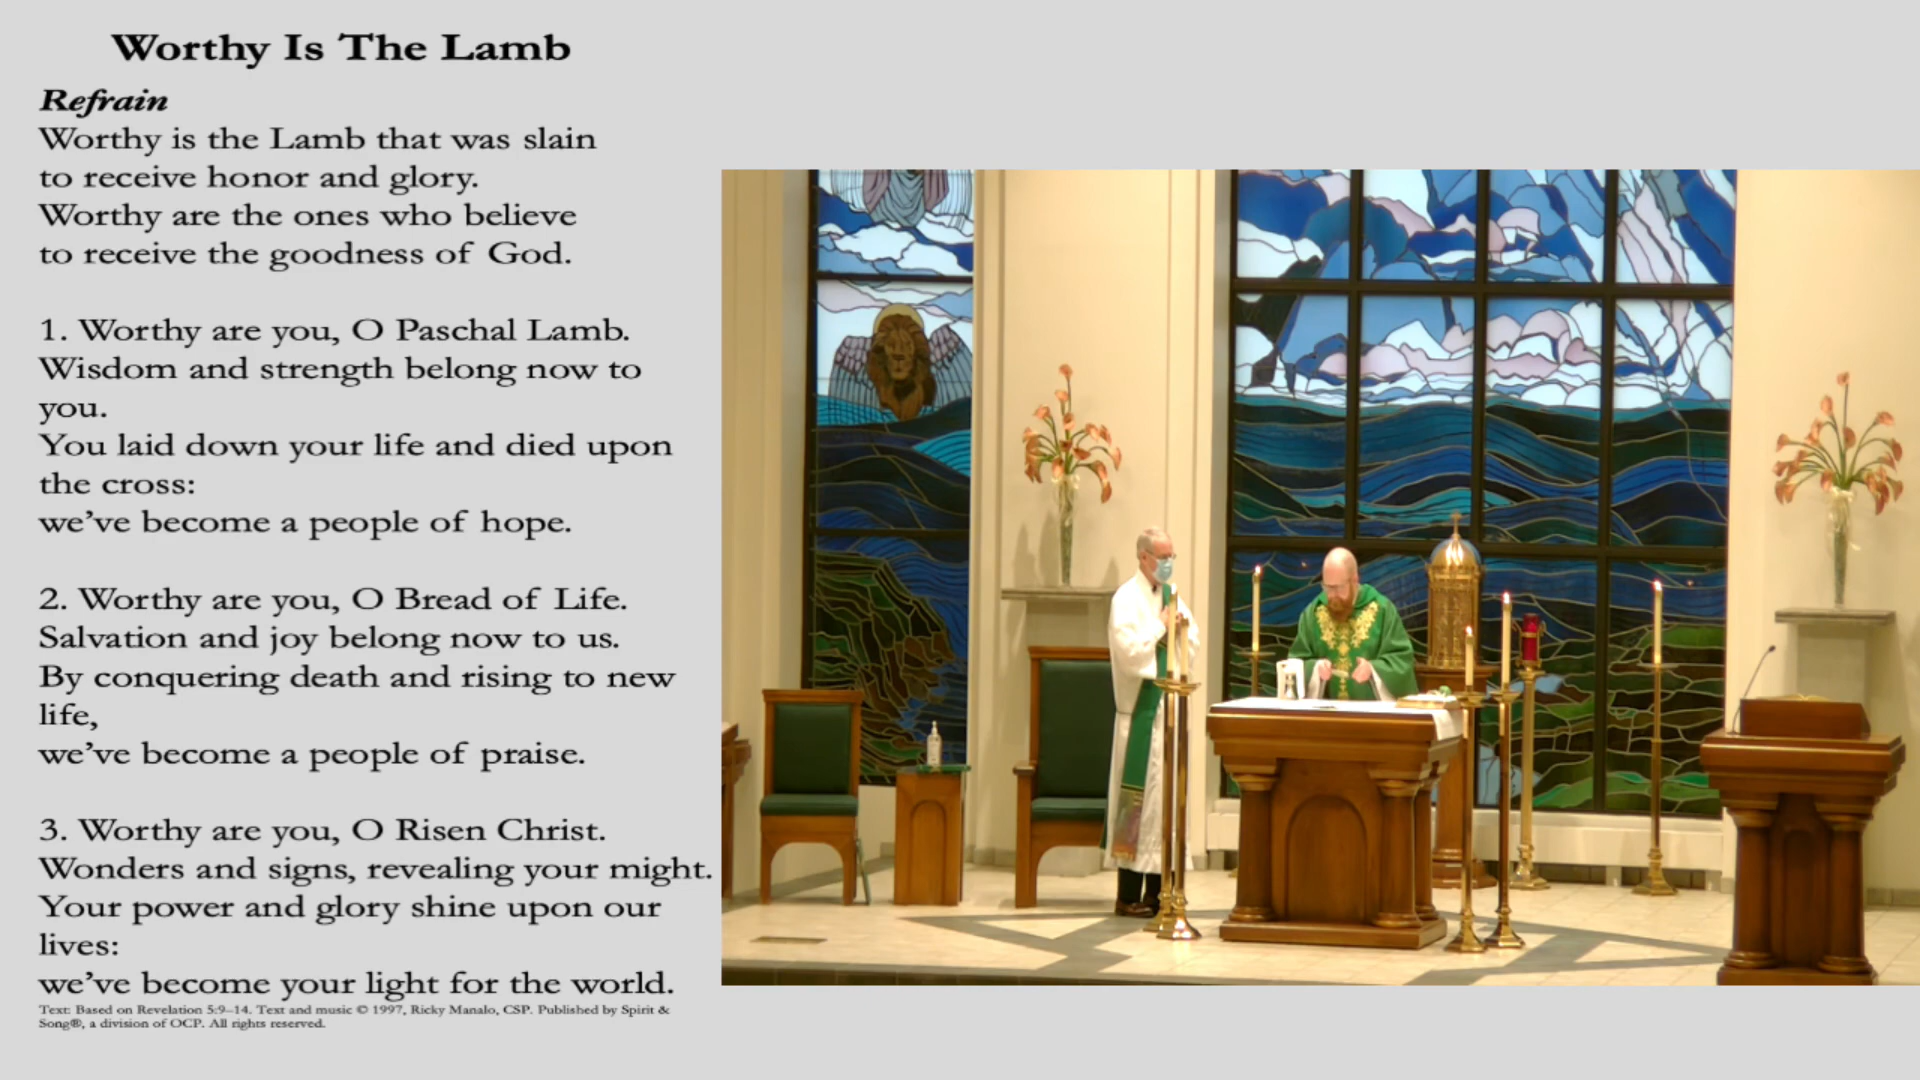 Worthy Is The Lamb
Refrain
Worthy is the Lamb that was slain
to receive honor and glory.
Worthy are the ones who believe
to receive the goodness of God.
1. Worthy are you, O Paschal Lamb.
Wisdom and strength belong now to
you.
You laid down your life and died upon
the cross:
we’ve become a people of hope.
2. Worthy are you, O Bread of Life.
Salvation and joy belong now to us.
By conquering death and rising to new
life,
we’ve become a people of praise.
3. Worthy are you, O Risen Christ.
Wonders and signs, revealing your might.
Your power and glory shine upon our
lives:
we’ve become your light for the world.
Text: Based on Revelation 5:9–14. Text and music © 1997, Ricky Manalo, CSP. Published by Spirit &
Song®, a division of OCP. All rights reserved.